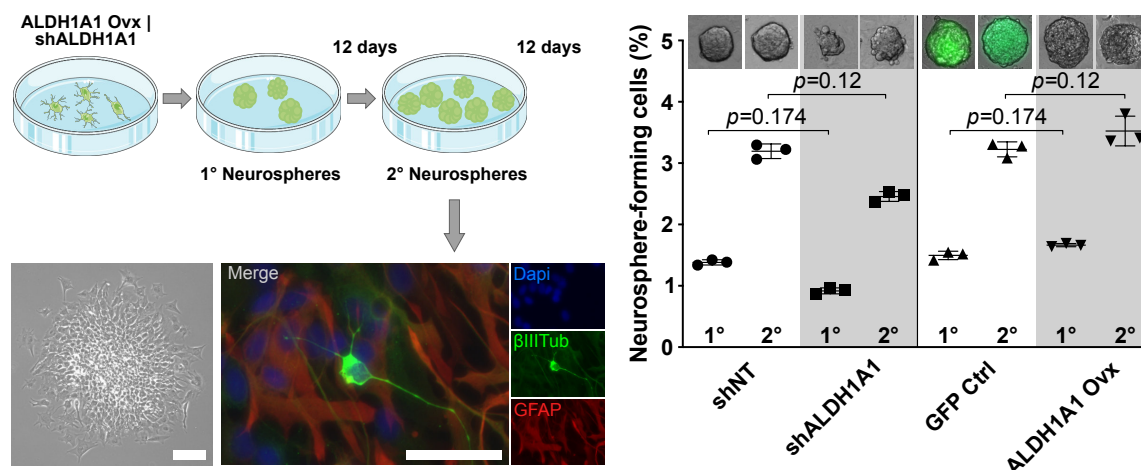 ALDH1A1 Ovx |
shALDH1A1
12 days
12 days
1° Neurospheres
2° Neurospheres
Merge
Dapi
βIIITub
GFAP
Neurosphere-forming cells (%)
6
5
4
3
2
1
0
p=0.12
p=0.12
p=0.174
p=0.174
1°
2°
1°
2°
1°
2°
1°
2°
shNT
shALDH1A1
GFP Ctrl
ALDH1A1 Ovx